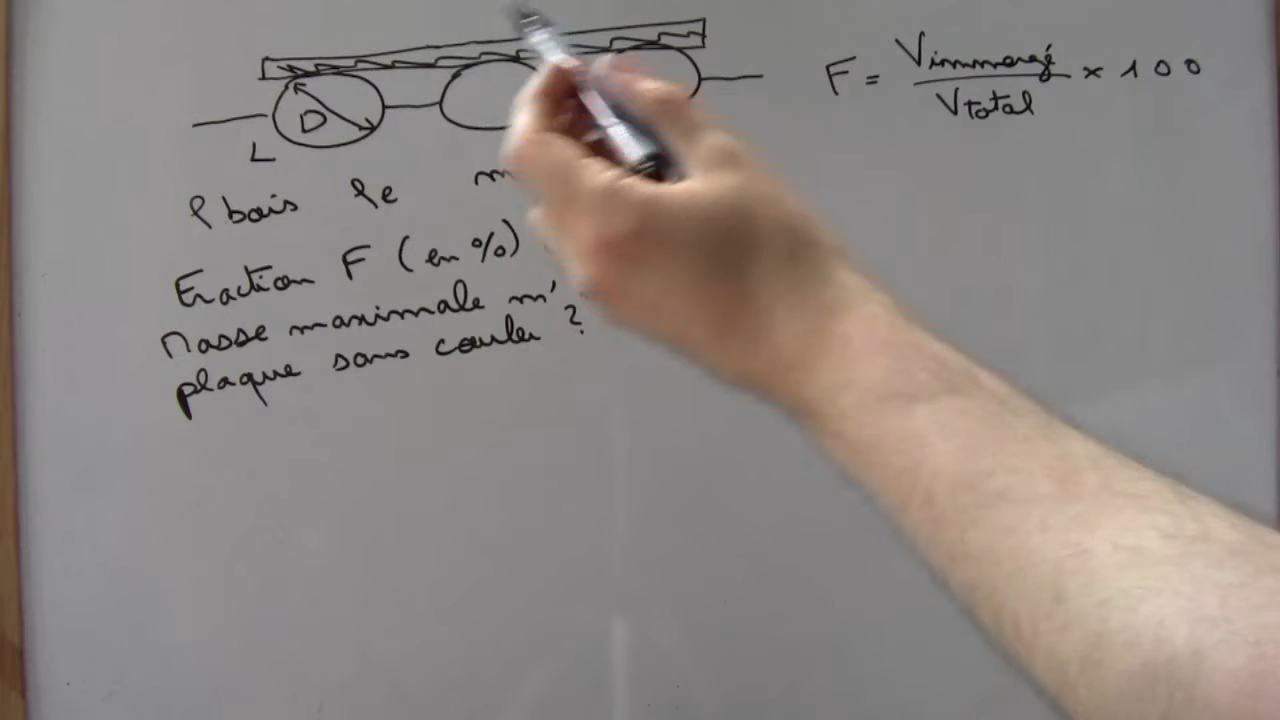 D
L
ρ bois ρe m
Fraction F (en %)
Masse maximale m'
plaque sans couler ?
F = Vimmergé / Vtotal × 100